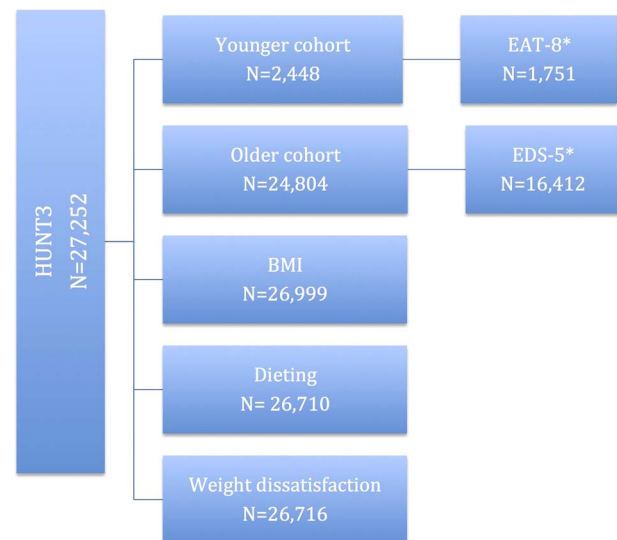 HUNT3
N=27,252
Younger cohort
N=2,448
EAT-8*
N=1,751
Older cohort
N=24,804
EDS-5*
N=16,412
BMI
N=26,999
Dieting
N= 26,710
Weight dissatisfaction
N=26,716